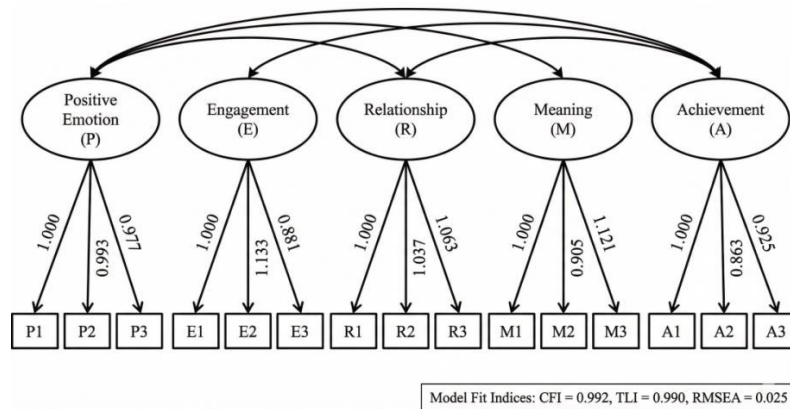 Positive
Emotion
(P)
Engagement
(E)
Relationship
(R)
Meaning
(M)
Achievement
(A)
1.000
0.993
0.977
1.000
1.133
0.881
1.000
1.037
1.063
1.000
0.905
1.121
1.000
0.863
0.925
P1
P2
P3
E1
E2
E3
R1
R2
R3
M1
M2
M3
A1
A2
A3
Model Fit Indices: CFI = 0.992, TLI = 0.990, RMSEA = 0.025